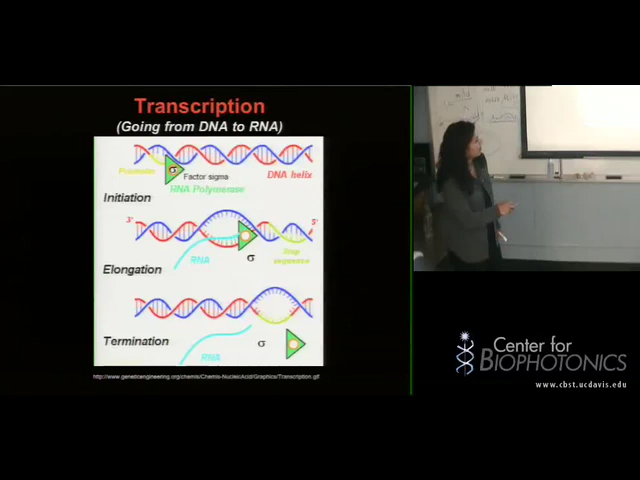 Transcription
(Going from DNA to RNA)
Promoter
σ
Factor sigma
RNA Polymerase
DNA helix
Initiation
3'
5'
RNA
σ
Stop
sequence
Elongation
Termination
σ
RNA
http://www.geneticengineering.org/chemis/Chemis-NucleicAcid/Graphics/Transcription.gif
Center for
BIOPHOTONICS
www.cbst.ucdavis.edu